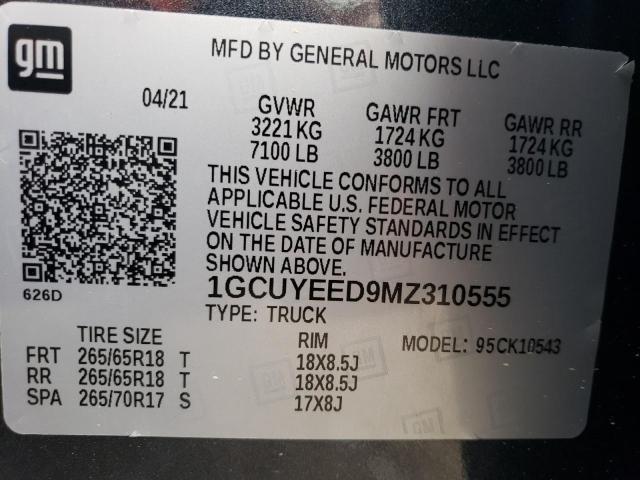 gm
MFD BY GENERAL MOTORS LLC
04/21
GVWR GAWR FRT GAWR RR
3221 KG 1724 KG 1724 KG
7100 LB 3800 LB 3800 LB
THIS VEHICLE CONFORMS TO ALL
APPLICABLE U.S. FEDERAL MOTOR
VEHICLE SAFETY STANDARDS IN EFFECT
ON THE DATE OF MANUFACTURE
SHOWN ABOVE.
626D
1GCUYEED9MZ310555
TYPE: TRUCK
TIRE SIZE RIM MODEL: 95CK10543
FRT 265/65R18 T 18X8.5J
RR 265/65R18 T 18X8.5J
SPA 265/70R17 S 17X8J